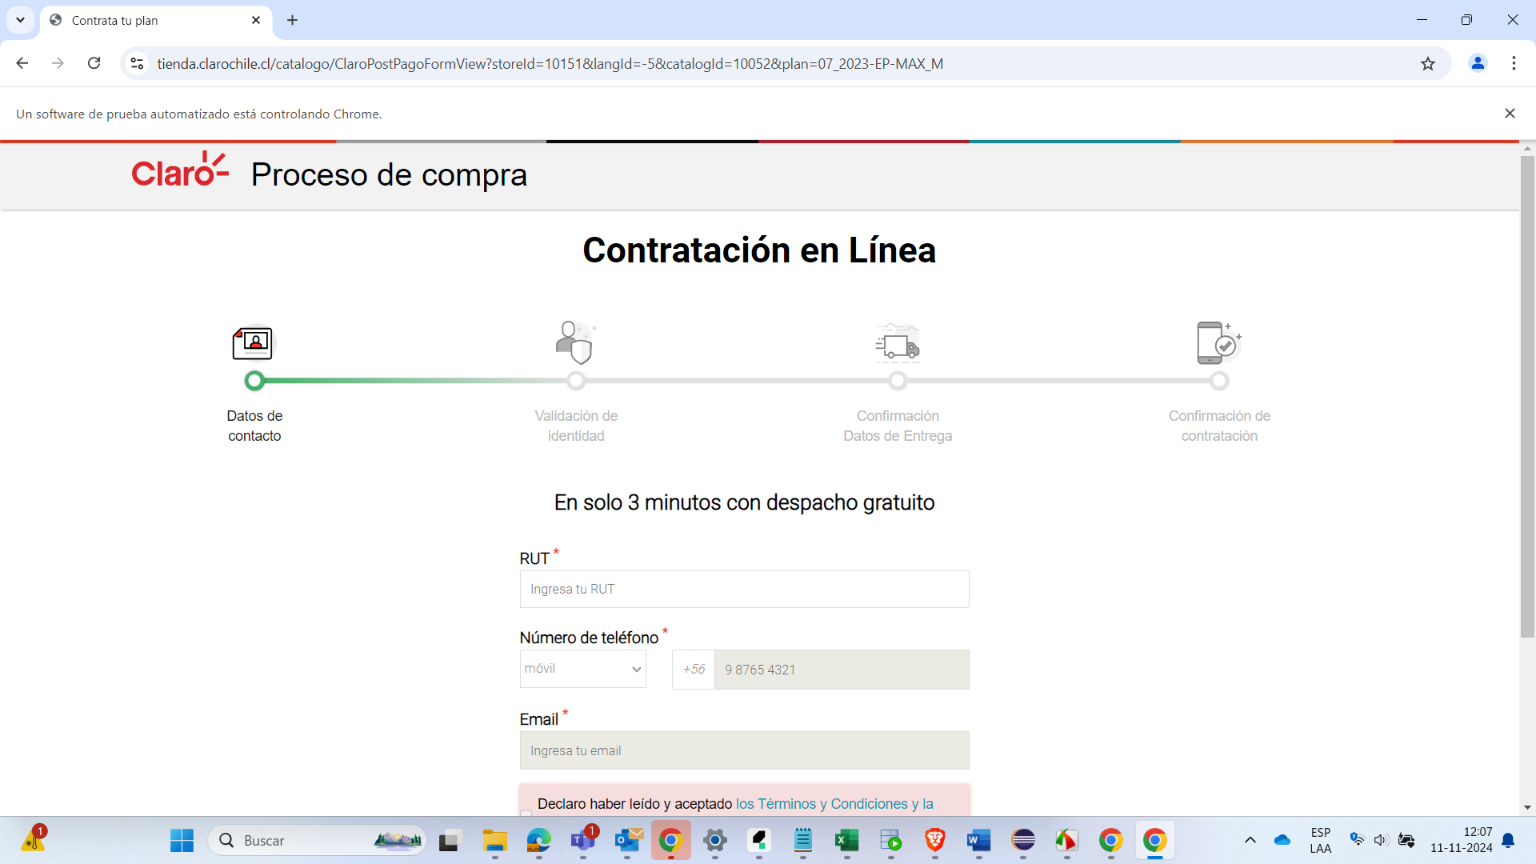 Contrata tu plan
tienda.clarochile.cl/catalogo/ClaroPostPagoFormView?storeId=10151&langId=-5&catalogId=10052&plan=07_2023-EP-MAX_M
Un software de prueba automatizado está controlando Chrome.
Claro Proceso de compra
Contratación en Línea
Datos de
contacto
Validación de
identidad
Confirmación
Datos de Entrega
Confirmación de
contratación
En solo 3 minutos con despacho gratuito
RUT *
Ingresa tu RUT
Número de teléfono *
móvil +56 9 8765 4321
Email *
Ingresa tu email
Declaro haber leído y aceptado los Términos y Condiciones y la
1
Buscar
1
ESP
LAA
12:07
11-11-2024